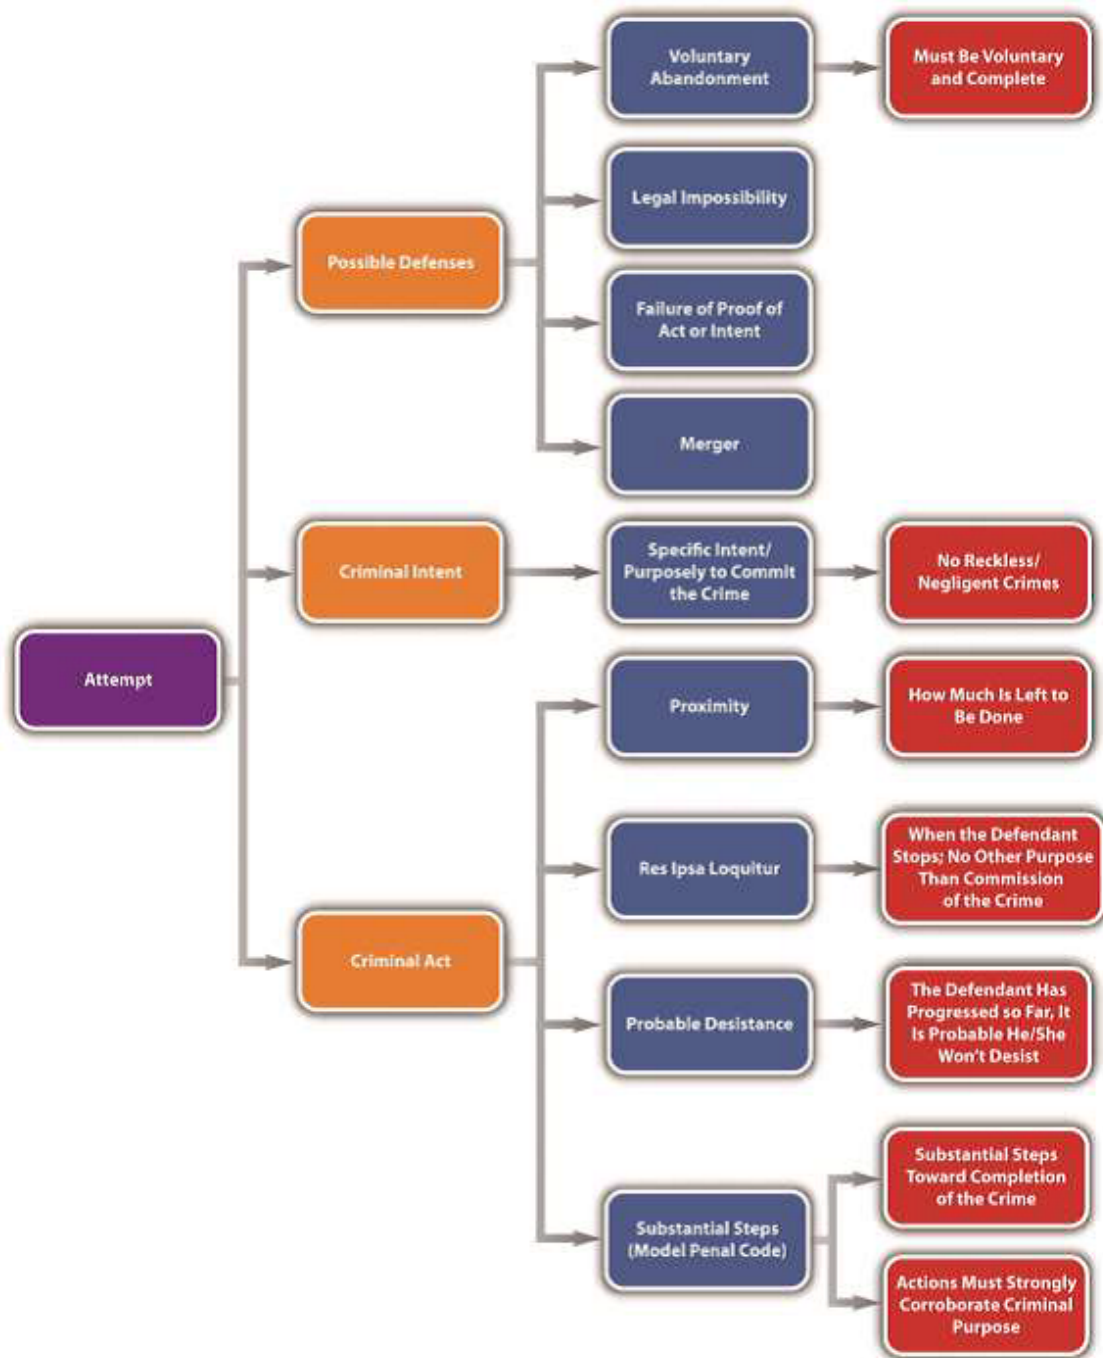 Voluntary
Abandonment
Must Be Voluntary
and Complete
Legal Impossibility
Possible Defenses
Failure of Proof of
Act or Intent
Merger
Criminal Intent
Specific Intent/
Purposely to Commit
the Crime
No Reckless/
Negligent Crimes
Attempt
Proximity
How Much Is Left to
Be Done
Res Ipsa Loquitur
When the Defendant
Stops; No Other Purpose
Than Commission
of the Crime
Criminal Act
Probable Desistance
The Defendant Has
Progressed so Far, It
Is Probable He/She
Won't Desist
Substantial Steps
(Model Penal Code)
Substantial Steps
Toward Completion
of the Crime
Actions Must Strongly
Corroborate Criminal
Purpose